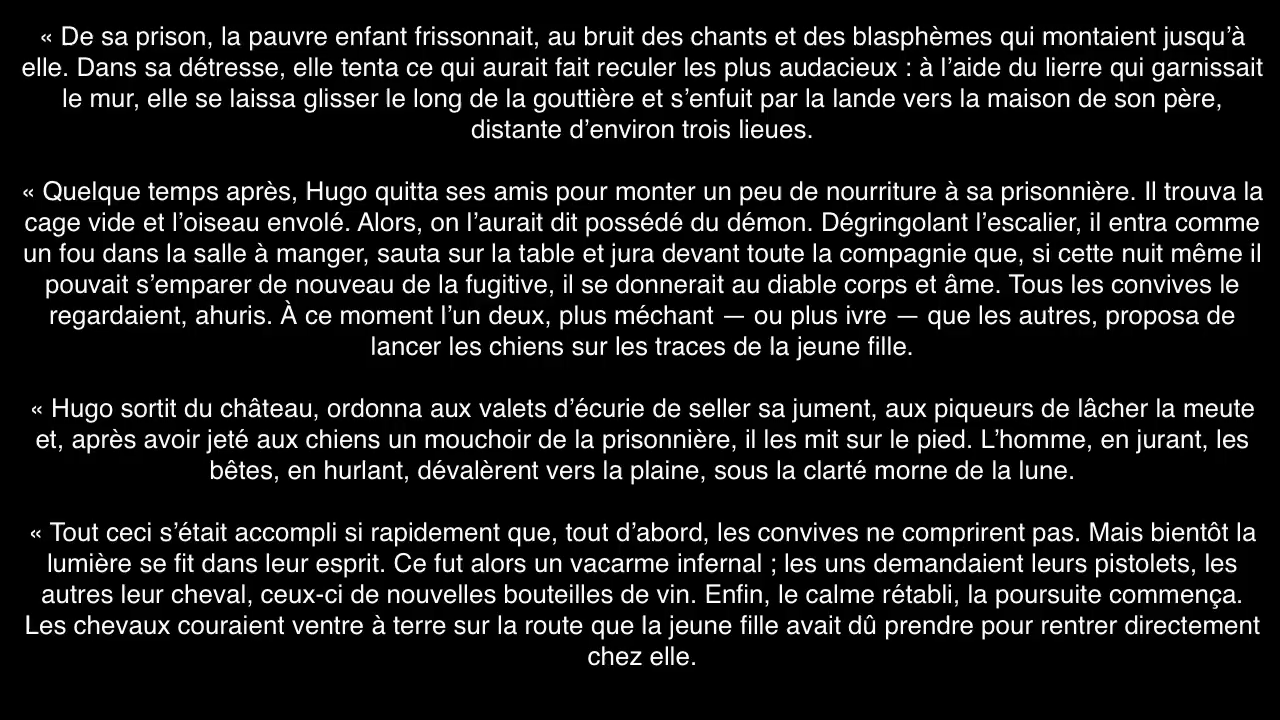 « De sa prison, la pauvre enfant frissonnait, au bruit des chants et des blasphèmes qui montaient jusqu’à
elle. Dans sa détresse, elle tenta ce qui aurait fait reculer les plus audacieux : à l’aide du lierre qui garnissait
le mur, elle se laissa glisser le long de la gouttière et s’enfuit par la lande vers la maison de son père,
distante d’environ trois lieues.
« Quelque temps après, Hugo quitta ses amis pour monter un peu de nourriture à sa prisonnière. Il trouva la
cage vide et l’oiseau envolé. Alors, on l’aurait dit possédé du démon. Dégringolant l’escalier, il entra comme
un fou dans la salle à manger, sauta sur la table et jura devant toute la compagnie que, si cette nuit même il
pouvait s’emparer de nouveau de la fugitive, il se donnerait au diable corps et âme. Tous les convives le
regardaient, ahuris. À ce moment l’un deux, plus méchant — ou plus ivre — que les autres, proposa de
lancer les chiens sur les traces de la jeune fille.
« Hugo sortit du château, ordonna aux valets d’écurie de seller sa jument, aux piqueurs de lâcher la meute
et, après avoir jeté aux chiens un mouchoir de la prisonnière, il les mit sur le pied. L’homme, en jurant, les
bêtes, en hurlant, dévalèrent vers la plaine, sous la clarté morne de la lune.
« Tout ceci s’était accompli si rapidement que, tout d’abord, les convives ne comprirent pas. Mais bientôt la
lumière se fit dans leur esprit. Ce fut alors un vacarme infernal ; les uns demandaient leurs pistolets, les
autres leur cheval, ceux-ci de nouvelles bouteilles de vin. Enfin, le calme rétabli, la poursuite commença.
Les chevaux couraient ventre à terre sur la route que la jeune fille avait dû prendre pour rentrer directement
chez elle.